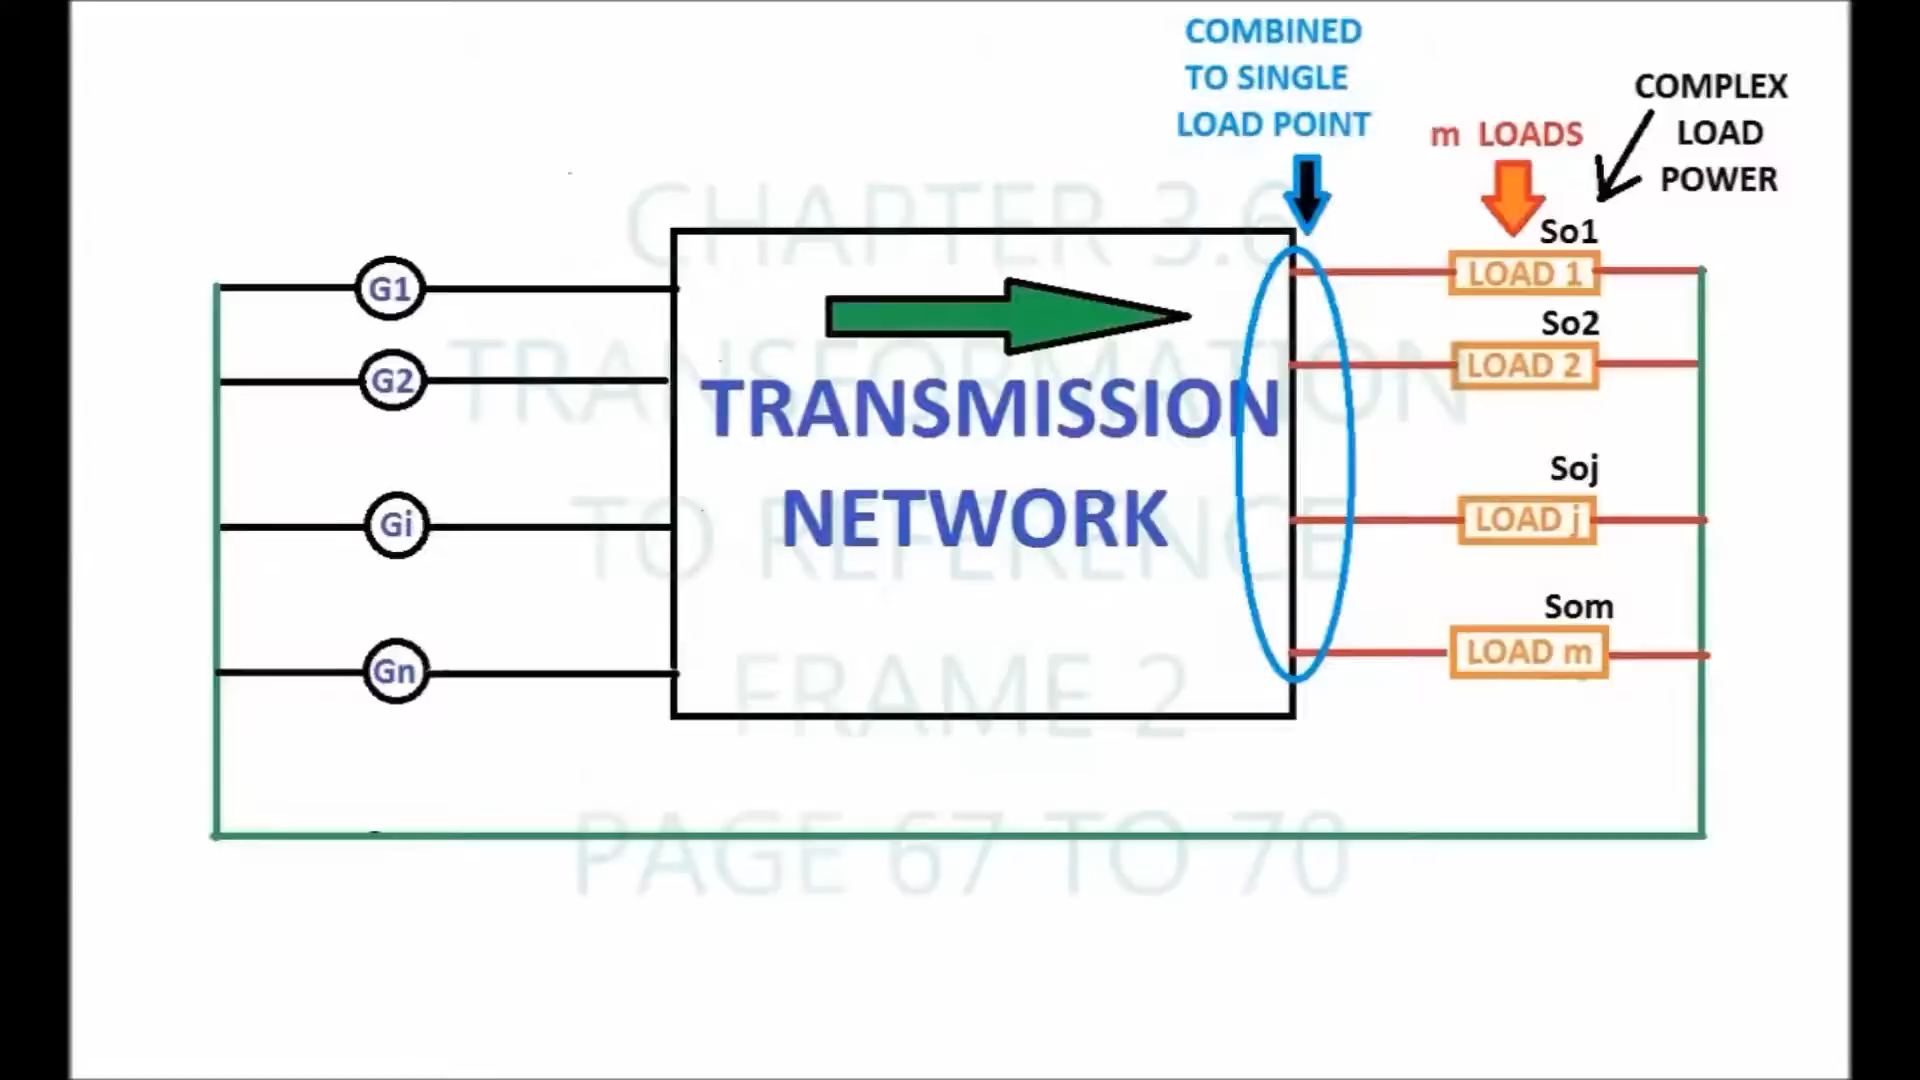 COMBINED
TO SINGLE
LOAD POINT
COMPLEX
LOAD
POWER
m LOADS
CHAPTER 3.6
TRANSFORMATION
TO REFERENCE
FRAME 2
PAGE 67 TO 70
G1
G2
Gi
Gn
TRANSMISSION
NETWORK
So1
LOAD 1
So2
LOAD 2
Soj
LOAD j
Som
LOAD m